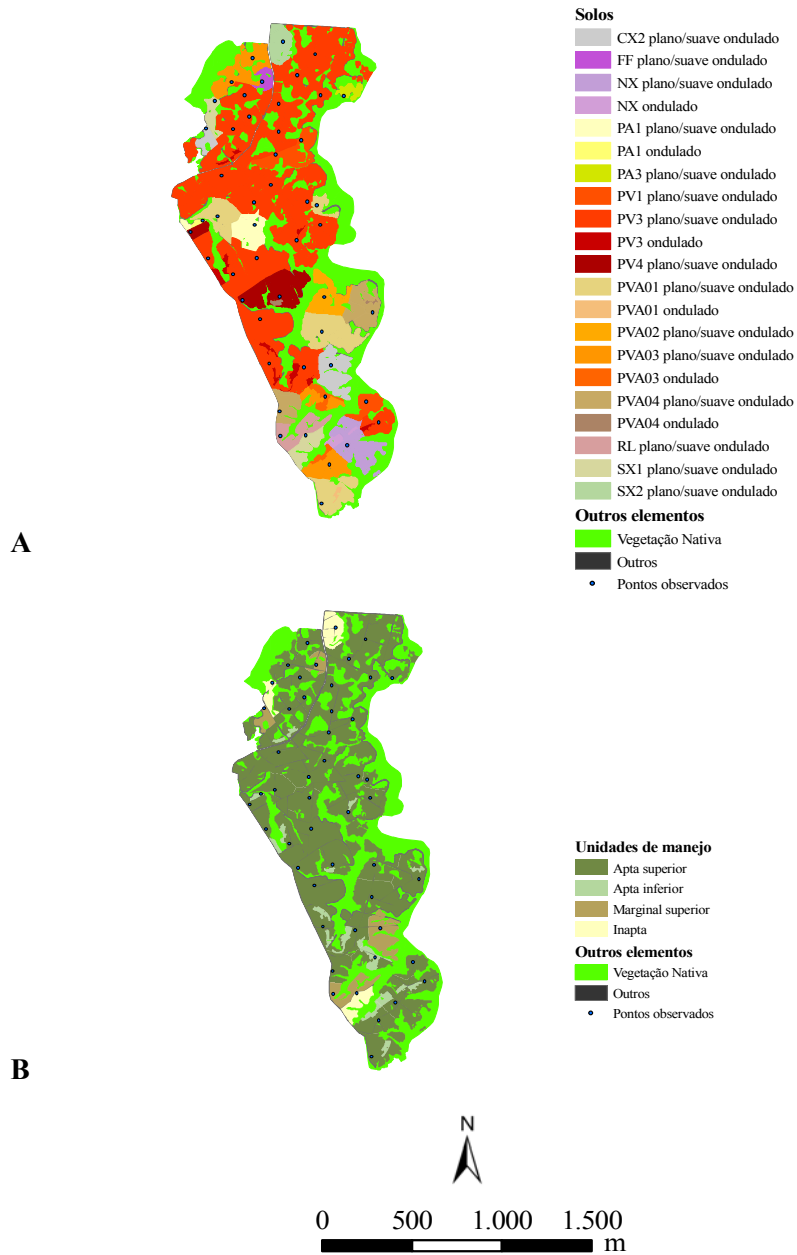 Solos
CX2 plano/suave ondulado
FF plano/suave ondulado
NX plano/suave ondulado
NX ondulado
PA1 plano/suave ondulado
PA1 ondulado
PA3 plano/suave ondulado
PV1 plano/suave ondulado
PV3 plano/suave ondulado
PV3 ondulado
PV4 plano/suave ondulado
PVA01 plano/suave ondulado
PVA01 ondulado
PVA02 plano/suave ondulado
PVA03 plano/suave ondulado
PVA03 ondulado
PVA04 plano/suave ondulado
PVA04 ondulado
RL plano/suave ondulado
SX1 plano/suave ondulado
SX2 plano/suave ondulado
Outros elementos
Vegetação Nativa
Outros
Pontos observados
A
Unidades de manejo
Apta superior
Apta inferior
Marginal superior
Inapta
Outros elementos
Vegetação Nativa
Outros
Pontos observados
B
N
0 500 1.000 1.500
m